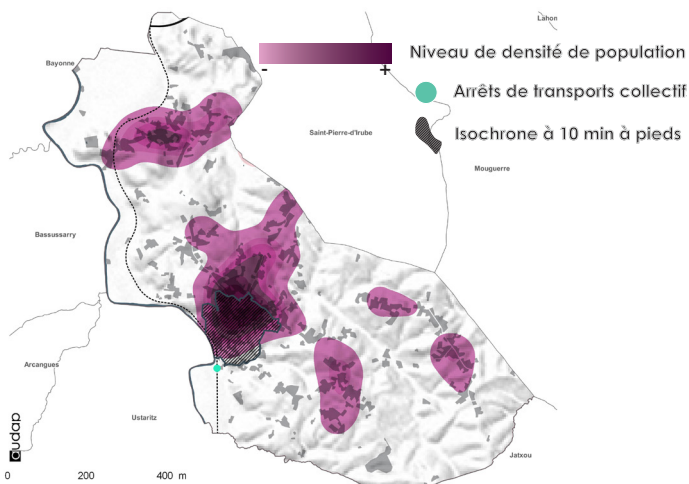 Lahon
Niveau de densité de population
- +
Bayonne
Arrêts de transports collectif
Saint-Pierre-d'Irube
Isochrone à 10 min à pieds
Mouguerre
Bassussarry
Arcangues
Ustaritz
Jatxou
audap
0 200 400 m